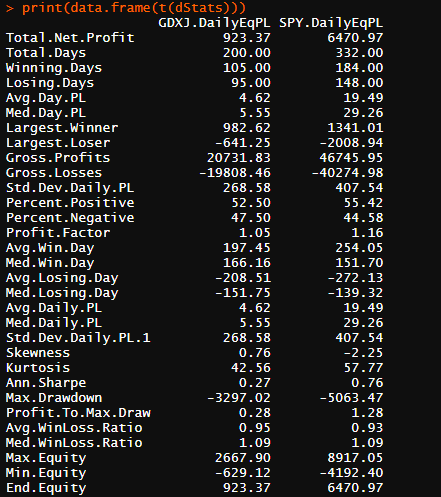 > print(data.frame(t(dStats)))
GDXJ.DailyEqPL SPY.DailyEqPL
Total.Net.Profit 923.37 6470.97
Total.Days 200.00 332.00
Winning.Days 105.00 184.00
Losing.Days 95.00 148.00
Avg.Day.PL 4.62 19.49
Med.Day.PL 5.55 29.26
Largest.Winner 982.62 1341.01
Largest.Loser -641.25 -2008.94
Gross.Profits 20731.83 46745.95
Gross.Losses -19808.46 -40274.98
Std.Dev.Daily.PL 268.58 407.54
Percent.Positive 52.50 55.42
Percent.Negative 47.50 44.58
Profit.Factor 1.05 1.16
Avg.Win.Day 197.45 254.05
Med.Win.Day 166.16 151.70
Avg.Losing.Day -208.51 -272.13
Med.Losing.Day -151.75 -139.32
Avg.Daily.PL 4.62 19.49
Med.Daily.PL 5.55 29.26
Std.Dev.Daily.PL.1 268.58 407.54
Skewness 0.76 -2.25
Kurtosis 42.56 57.77
Ann.Sharpe 0.27 0.76
Max.Drawdown -3297.02 -5063.47
Profit.To.Max.Draw 0.28 1.28
Avg.WinLoss.Ratio 0.95 0.93
Med.WinLoss.Ratio 1.09 1.09
Max.Equity 2667.90 8917.05
Min.Equity -629.12 -4192.40
End.Equity 923.37 6470.97